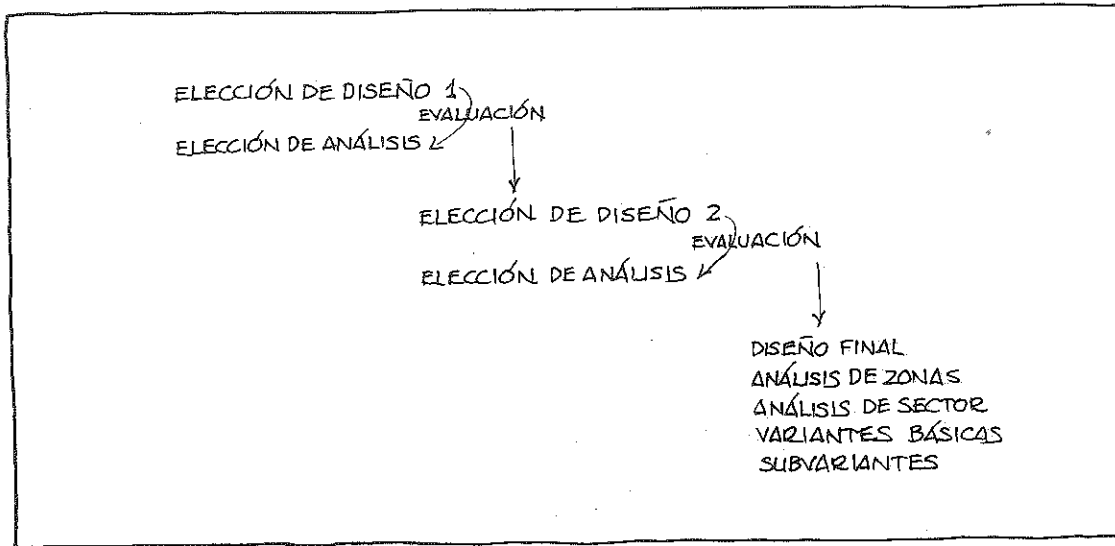 ELECCIÓN DE DISEÑO 1
EVALUACIÓN
ELECCIÓN DE ANÁLISIS
ELECCIÓN DE DISEÑO 2
EVALUACIÓN
ELECCIÓN DE ANÁLISIS
DISEÑO FINAL
ANÁLISIS DE ZONAS
ANÁLISIS DE SECTOR
VARIANTES BÁSICAS
SUBVARIANTES